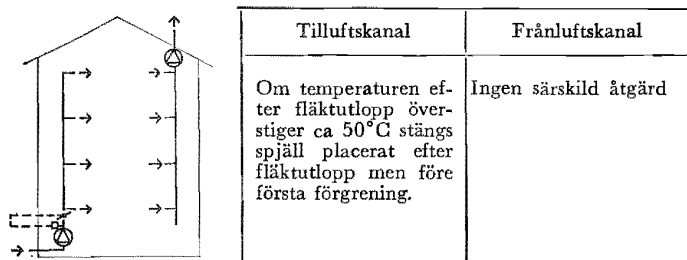 Tilluftskanal
Frånluftskanal
Om temperaturen ef-
ter fläktutlopp över-
stiger ca 50°C stängs
spjäll placerat efter
fläktutlopp men före
första förgrening.
Ingen särskild åtgärd